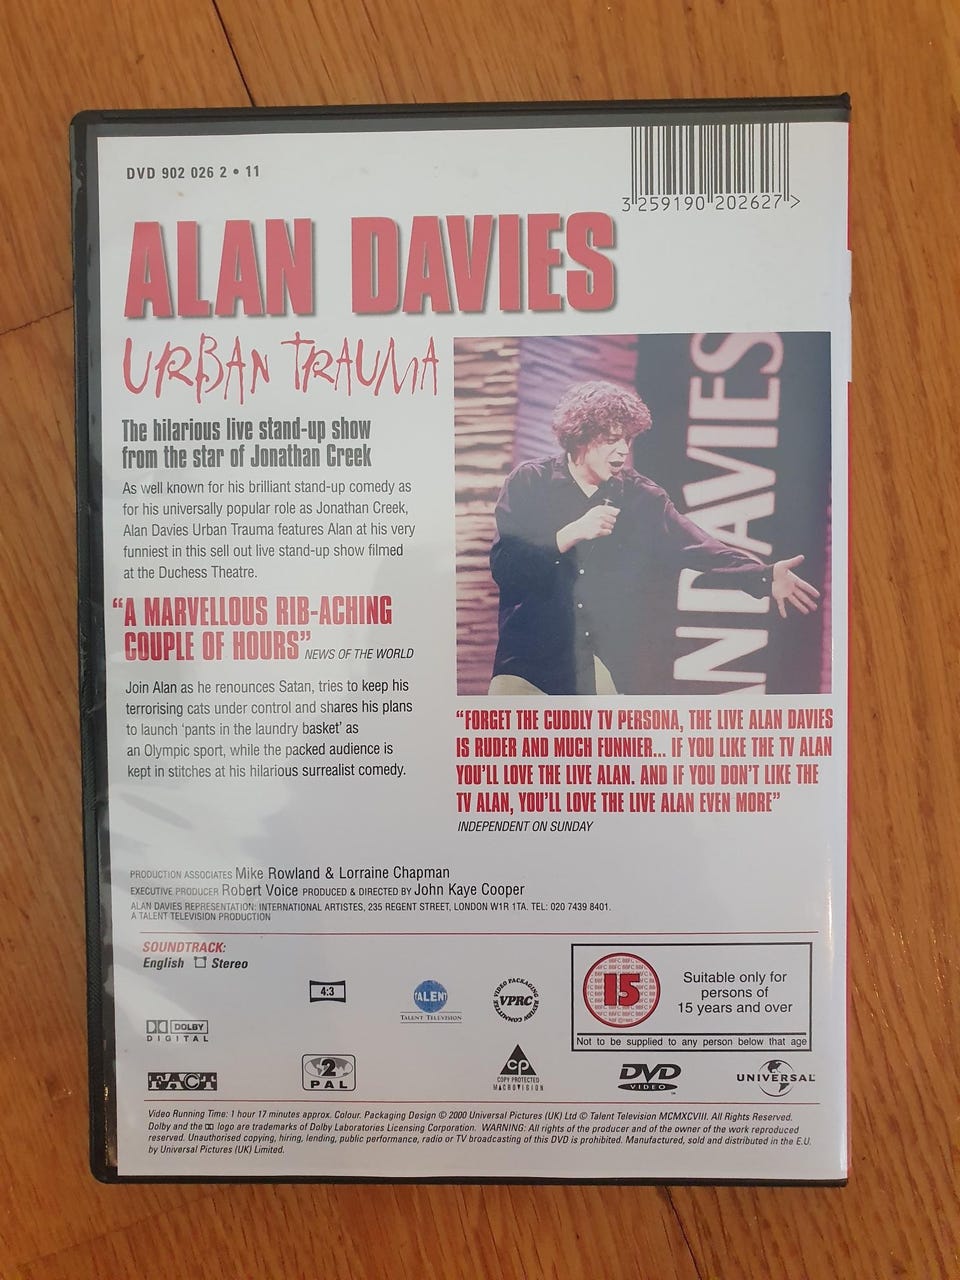 DVD 902 026 2 • 11
3 259190 202627 >
ALAN DAVIES
URBAN TRAUMA
The hilarious live stand-up show
from the star of Jonathan Creek
As well known for his brilliant stand-up comedy as
for his universally popular role as Jonathan Creek,
Alan Davies Urban Trauma features Alan at his very
funniest in this sell out live stand-up show filmed
at the Duchess Theatre.
"A MARVELLOUS RIB-ACHING
COUPLE OF HOURS" NEWS OF THE WORLD
Join Alan as he renounces Satan, tries to keep his
terrorising cats under control and shares his plans
to launch 'pants in the laundry basket' as
an Olympic sport, while the packed audience is
kept in stitches at his hilarious surrealist comedy.
AN DAVIES
"FORGET THE CUDDLY TV PERSONA, THE LIVE ALAN DAVIES
IS RUDER AND MUCH FUNNIER... IF YOU LIKE THE TV ALAN
YOU'LL LOVE THE LIVE ALAN. AND IF YOU DON'T LIKE THE
TV ALAN, YOU'LL LOVE THE LIVE ALAN EVEN MORE"
INDEPENDENT ON SUNDAY
PRODUCTION ASSOCIATES Mike Rowland & Lorraine Chapman
EXECUTIVE PRODUCER Robert Voice PRODUCED & DIRECTED BY John Kaye Cooper
ALAN DAVIES REPRESENTATION: INTERNATIONAL ARTISTES, 235 REGENT STREET, LONDON W1R 1TA. TEL: 020 7439 8401.
A TALENT TELEVISION PRODUCTION
SOUNDTRACK:
English Stereo
4:3
TALENT
TALENT TELEVISION
VIDEO PACKAGING REVIEW COMMITTEE
VPRC
15
Suitable only for
persons of
15 years and over
Not to be supplied to any person below that age
DOLBY
DIGITAL
FACT
2
PAL
CP
COPY PROTECTED
MACROVISION
DVD
VIDEO
UNIVERSAL
Video Running Time: 1 hour 17 minutes approx. Colour. Packaging Design © 2000 Universal Pictures (UK) Ltd © Talent Television MCMXCVIII. All Rights Reserved.
Dolby and the logo are trademarks of Dolby Laboratories Licensing Corporation. WARNING: All rights of the producer and of the owner of the work reproduced
reserved. Unauthorised copying, hiring, lending, public performance, radio or TV broadcasting of this DVD is prohibited. Manufactured, sold and distributed in the E.U.
by Universal Pictures (UK) Limited.